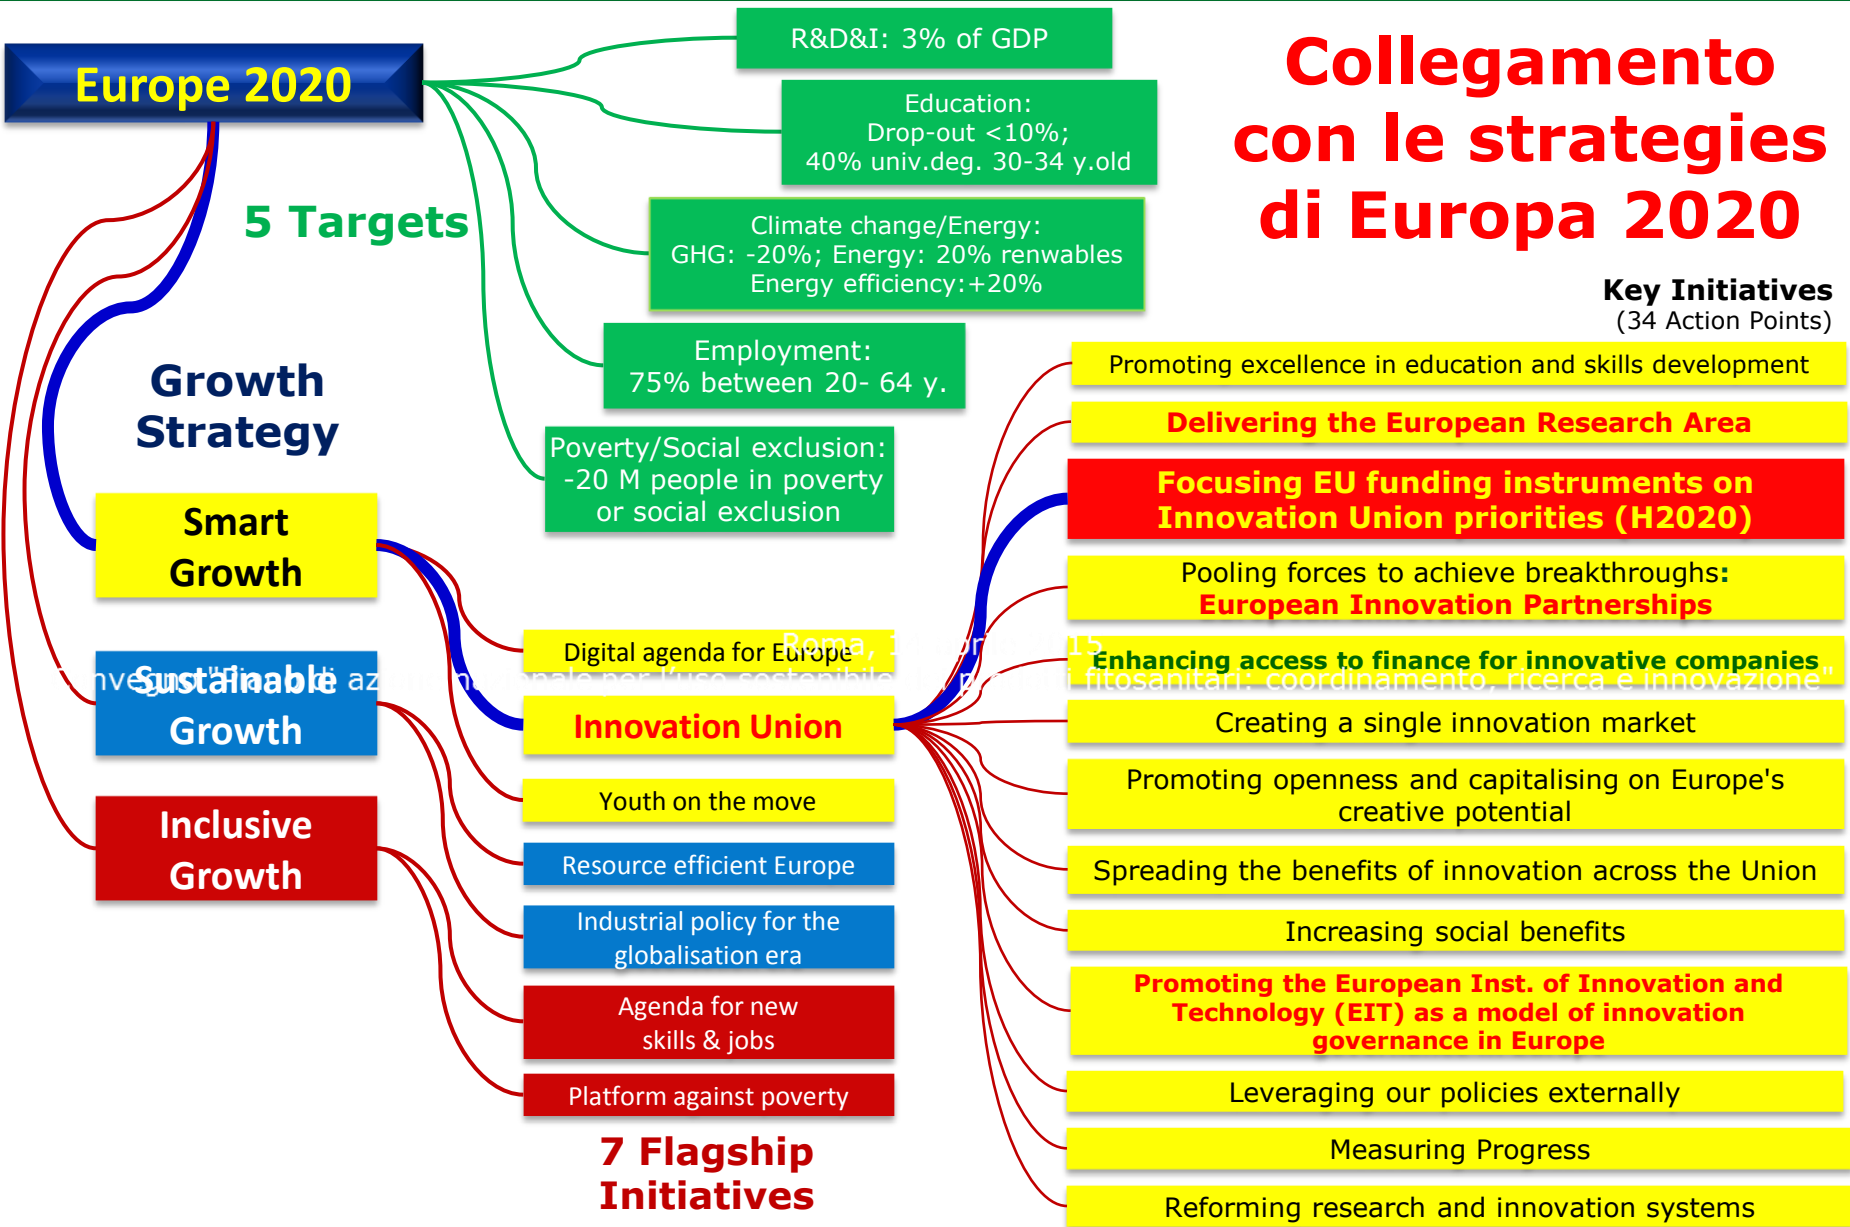 Europe 2020
R&D&I: 3% of GDP
Education:
Drop-out <10%;
40% univ.deg. 30-34 y.old
Climate change/Energy:
GHG: -20%; Energy: 20% renwables
Energy efficiency:+20%
Employment:
75% between 20- 64 y.
Poverty/Social exclusion:
-20 M people in poverty
or social exclusion
5 Targets
Collegamento
con le strategies
di Europa 2020
Key Initiatives
(34 Action Points)
Growth
Strategy
Smart
Growth
Sustainable
Growth
Inclusive
Growth
Digital agenda for Europe
Innovation Union
Youth on the move
Resource efficient Europe
Industrial policy for the
globalisation era
Agenda for new
skills & jobs
Platform against poverty
7 Flagship
Initiatives
Promoting excellence in education and skills development
Delivering the European Research Area
Focusing EU funding instruments on
Innovation Union priorities (H2020)
Pooling forces to achieve breakthroughs:
European Innovation Partnerships
Enhancing access to finance for innovative companies
Creating a single innovation market
Promoting openness and capitalising on Europe's
creative potential
Spreading the benefits of innovation across the Union
Increasing social benefits
Promoting the European Inst. of Innovation and
Technology (EIT) as a model of innovation
governance in Europe
Leveraging our policies externally
Measuring Progress
Reforming research and innovation systems
Roma,
per l'uso sostenibile fitosanitari: coordinamento, ricerca e innovazione"